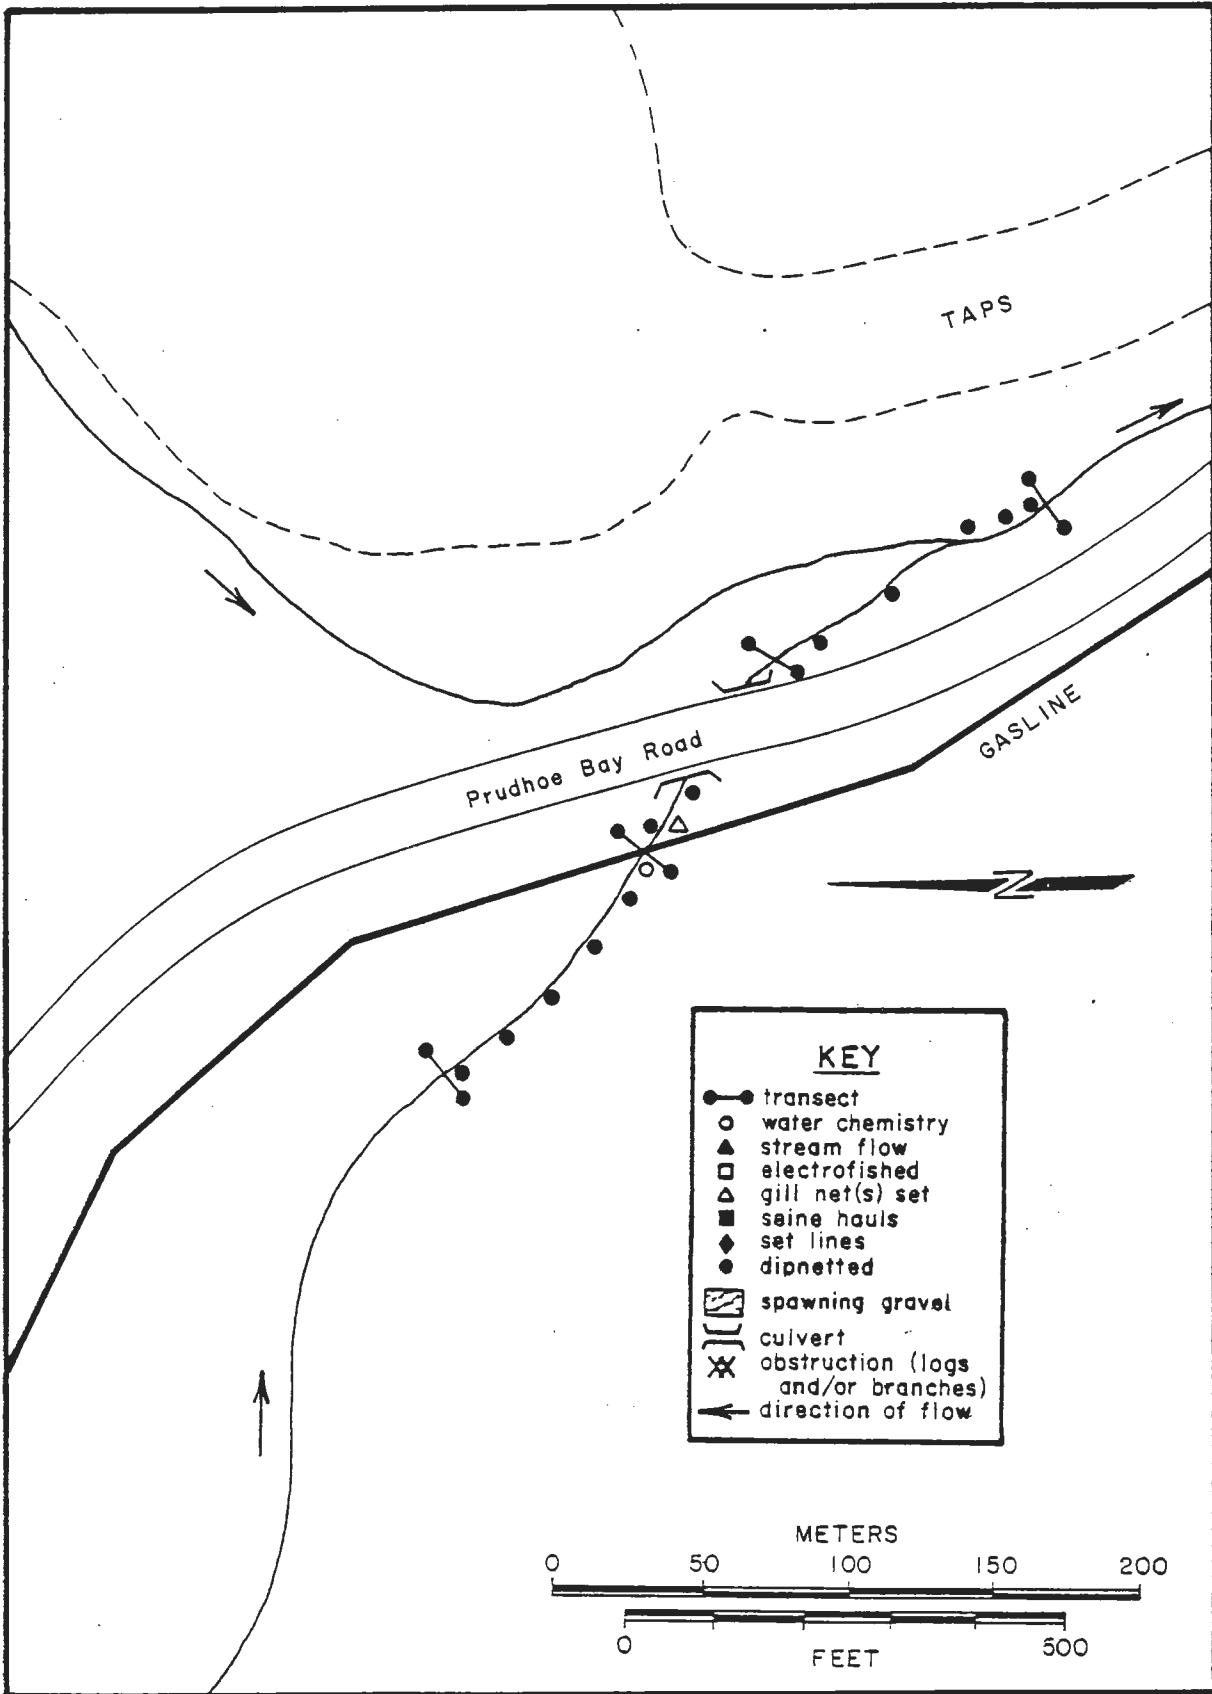 TAPS
GASLINE
Prudhoe Bay Road
N
KEY
transect
water chemistry
stream flow
electrofished
gill net(s) set
seine hauls
set lines
dipnetted
spawning gravel
culvert
obstruction (logs
and/or branches)
direction of flow
METERS
0 50 100 150 200
0 500
FEET